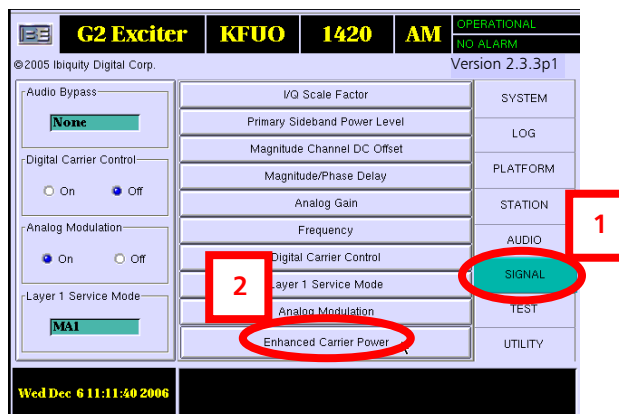 G2 Exciter KFUO 1420 AM OPERATIONAL
NO ALARM
©2005 Ibiquity Digital Corp. Version 2.3.3p1
Audio Bypass
None
Digital Carrier Control
On Off
Analog Modulation
On Off
Layer 1 Service Mode
MA1
I/Q Scale Factor
Primary Sideband Power Level
Magnitude Channel DC Offset
Magnitude/Phase Delay
Analog Gain
Frequency
Digital Carrier Control
Layer 1 Service Mode
Analog Modulation
Enhanced Carrier Power
2
SYSTEM
LOG
PLATFORM
STATION
AUDIO
SIGNAL
TEST
UTILITY
1
Wed Dec 6 11:11:40 2006